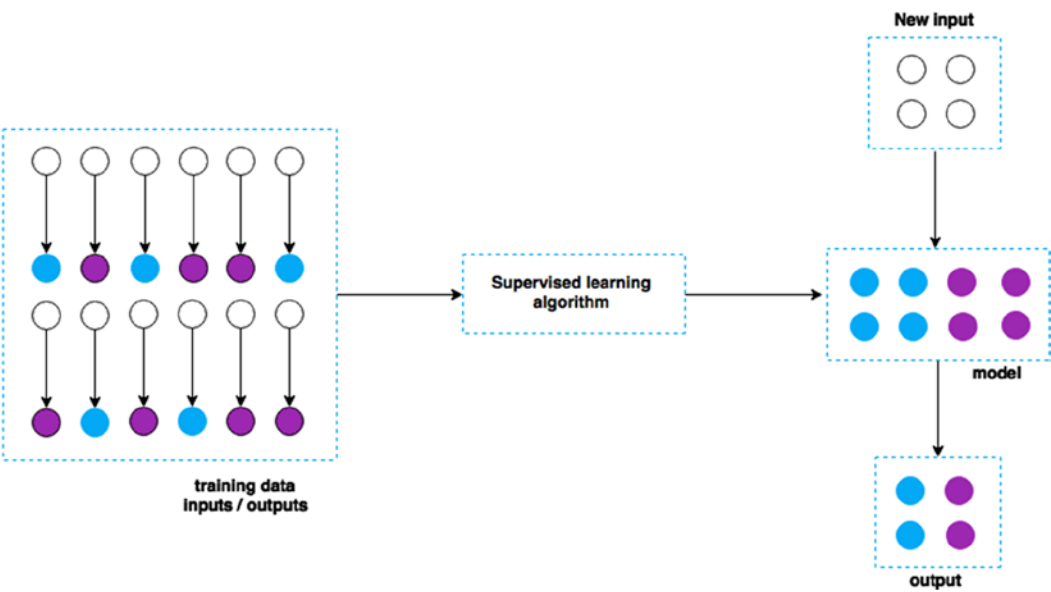 New input
Supervised learning
algorithm
model
training data
inputs / outputs
output